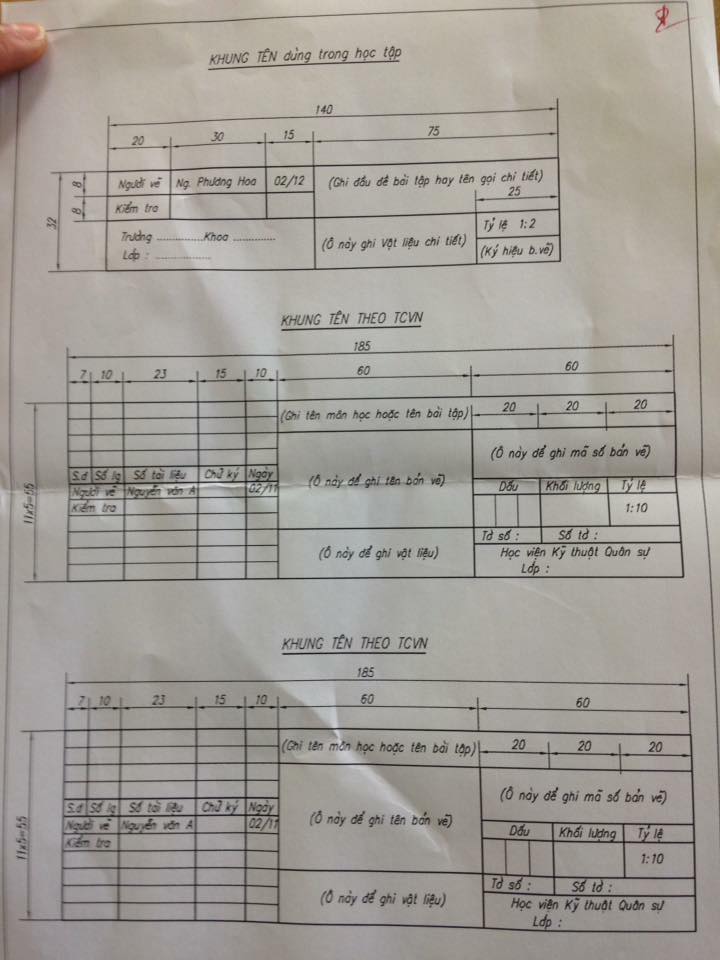 KHUNG TÊN dùng trong học tập
140
20 30 15 75
8 Người vẽ Ng. Phương Hoa 02/12 (Ghi đầu đề bài tập hay tên gọi chi tiết)
25
32
8 Kiểm tra
Trường ............... Khoa .............
Lớp : ................
(Ô này ghi Vật liệu chi tiết)
Tỷ lệ 1:2
(Ký hiệu b.vẽ)
KHUNG TÊN THEO TCVN
185
7 10 23 15 10 60 60
(Ghi tên môn học hoặc tên bài tập) 20 20 20
(Ô này để ghi mã số bản vẽ)
11x5=55
S.đ Số lg Số tài liệu Chữ ký Ngày (Ô này để ghi tên bản vẽ)
Dấu Khối lượng Tỷ lệ
Người vẽ Nguyễn văn A 02/11
Kiểm tra
1:10
Tờ số : Số tờ :
(Ô này để ghi vật liệu)
Học viện Kỹ thuật Quân sự
Lớp :
KHUNG TÊN THEO TCVN
185
7 10 23 15 10 60 60
(Ghi tên môn học hoặc tên bài tập) 20 20 20
(Ô này để ghi mã số bản vẽ)
11x5=55
S.đ Số lg Số tài liệu Chữ ký Ngày (Ô này để ghi tên bản vẽ)
Người vẽ Nguyễn văn A 02/11
Dấu Khối lượng Tỷ lệ
Kiểm tra
1:10
Tờ số : Số tờ :
(Ô này để ghi vật liệu)
Học viện Kỹ thuật Quân sự
Lớp :